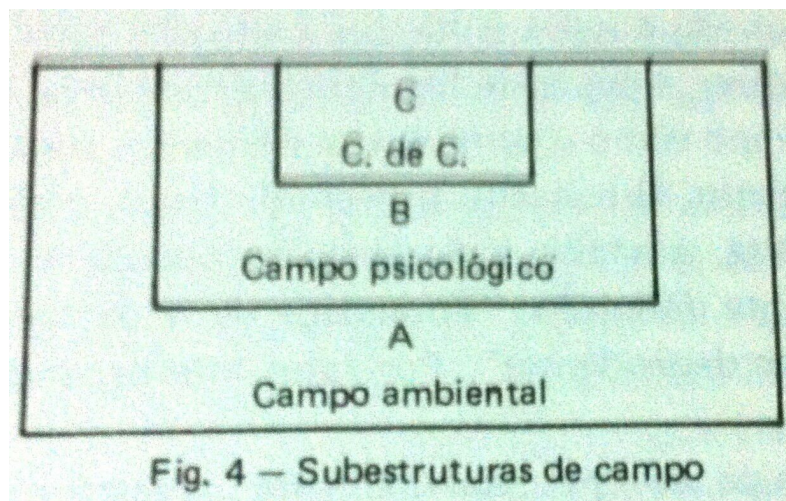 C
C. de C.
B
Campo psicológico
A
Campo ambiental
Fig. 4 — Subestruturas de campo